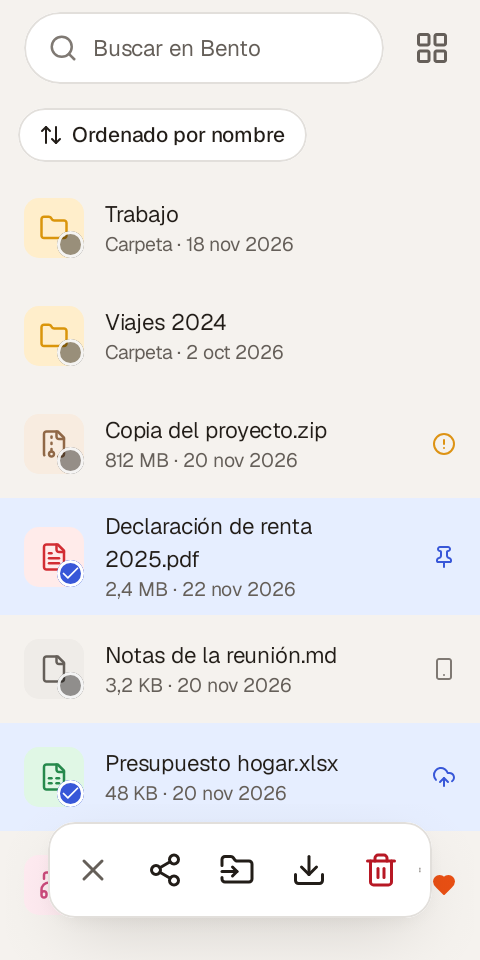 Buscar en Bento
Ordenado por nombre
Trabajo
Carpeta · 18 nov 2026
Viajes 2024
Carpeta · 2 oct 2026
Copia del proyecto.zip
812 MB · 20 nov 2026
Declaración de renta
2025.pdf
2,4 MB · 22 nov 2026
Notas de la reunión.md
3,2 KB · 20 nov 2026
Presupuesto hogar.xlsx
48 KB · 20 nov 2026